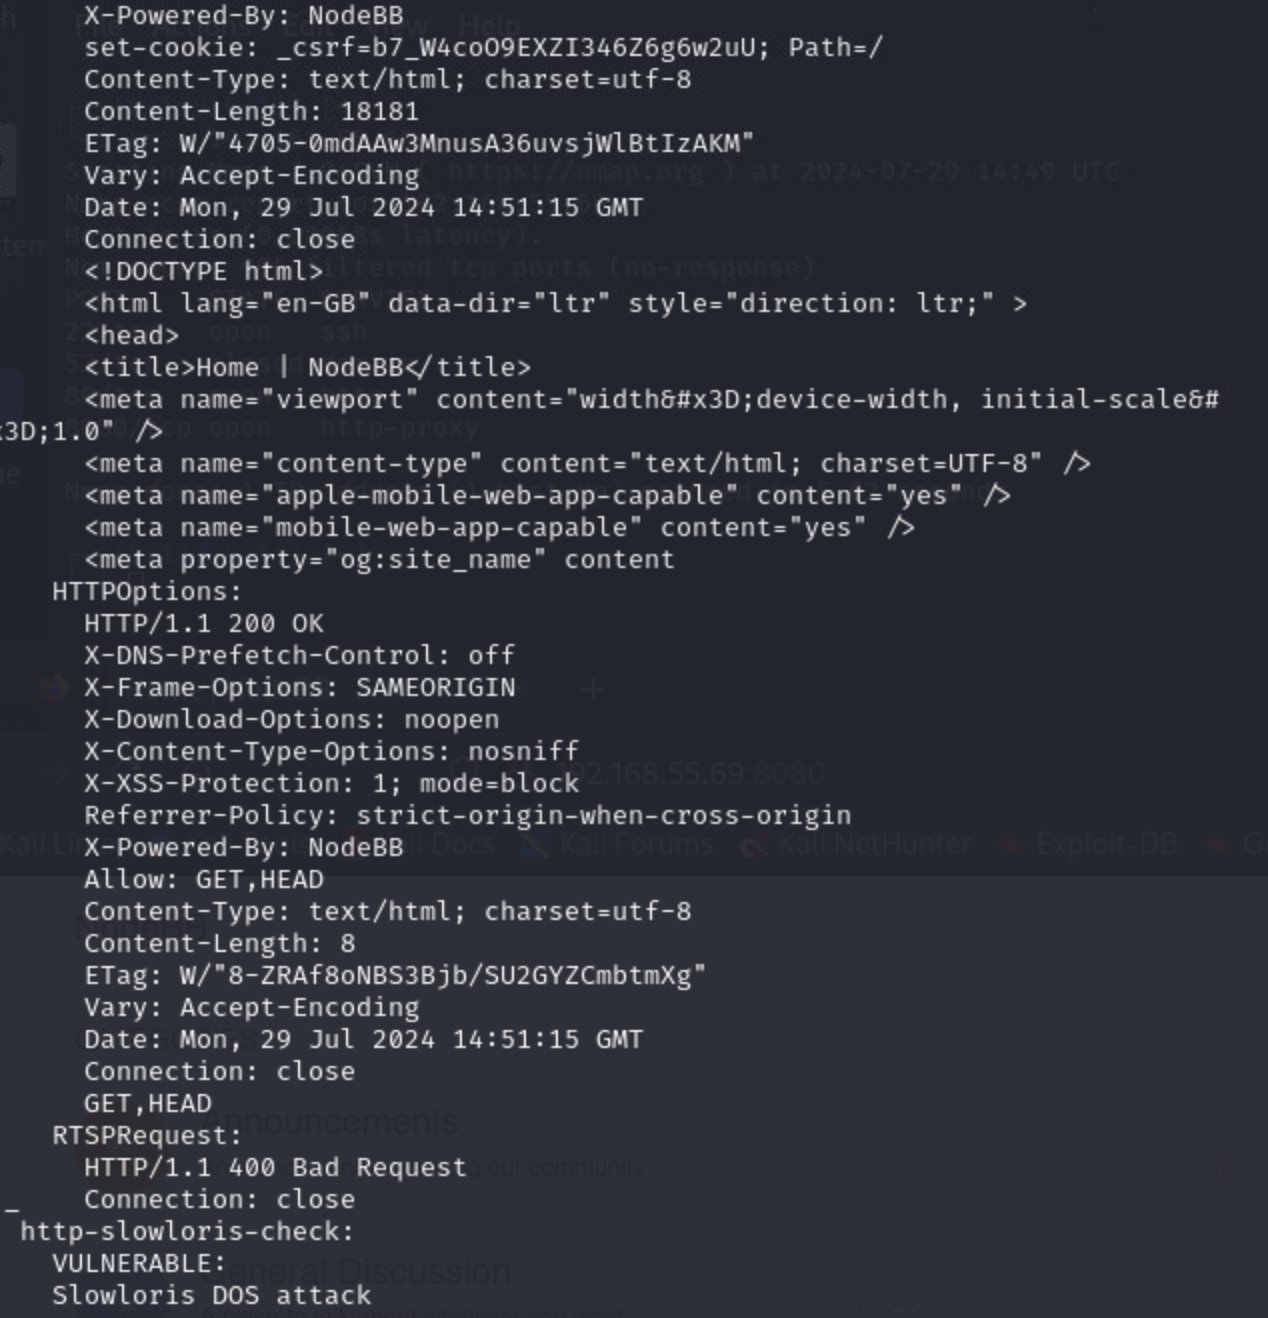 X-Powered-By: NodeBB
set-cookie: _csrf=b7_W4coO9EXZI346Z6g6w2uU; Path=/
Content-Type: text/html; charset=utf-8
Content-Length: 18181
ETag: W/"4705-0mdAAw3MnusA36uvsjWlBtIzAKM"
Vary: Accept-Encoding
Date: Mon, 29 Jul 2024 14:51:15 GMT
Connection: close
<!DOCTYPE html>
<html lang="en-GB" data-dir="ltr" style="direction: ltr;" >
<head>
<title>Home | NodeBB</title>
<meta name="viewport" content="width&#x3D;device-width, initial-scale&#
x3D;1.0" />
<meta name="content-type" content="text/html; charset=UTF-8" />
<meta name="apple-mobile-web-app-capable" content="yes" />
<meta name="mobile-web-app-capable" content="yes" />
<meta property="og:site_name" content
HTTPOptions:
HTTP/1.1 200 OK
X-DNS-Prefetch-Control: off
X-Frame-Options: SAMEORIGIN
X-Download-Options: noopen
X-Content-Type-Options: nosniff
X-XSS-Protection: 1; mode=block
Referrer-Policy: strict-origin-when-cross-origin
X-Powered-By: NodeBB
Allow: GET,HEAD
Content-Type: text/html; charset=utf-8
Content-Length: 8
ETag: W/"8-ZRAf8oNBS3Bjb/SU2GYZCmbtmXg"
Vary: Accept-Encoding
Date: Mon, 29 Jul 2024 14:51:15 GMT
Connection: close
GET,HEAD
RTSPRequest:
HTTP/1.1 400 Bad Request
_ Connection: close
http-slowloris-check:
VULNERABLE:
Slowloris DOS attack